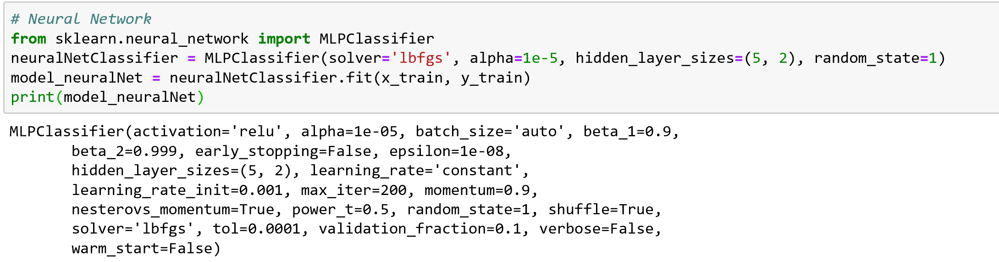 # Neural Network
from sklearn.neural_network import MLPClassifier
neuralNetClassifier = MLPClassifier(solver='lbfgs', alpha=1e-5, hidden_layer_sizes=(5, 2), random_state=1)
model_neuralNet = neuralNetClassifier.fit(x_train, y_train)
print(model_neuralNet)
MLPClassifier(activation='relu', alpha=1e-05, batch_size='auto', beta_1=0.9,
beta_2=0.999, early_stopping=False, epsilon=1e-08,
hidden_layer_sizes=(5, 2), learning_rate='constant',
learning_rate_init=0.001, max_iter=200, momentum=0.9,
nesterovs_momentum=True, power_t=0.5, random_state=1, shuffle=True,
solver='lbfgs', tol=0.0001, validation_fraction=0.1, verbose=False,
warm_start=False)